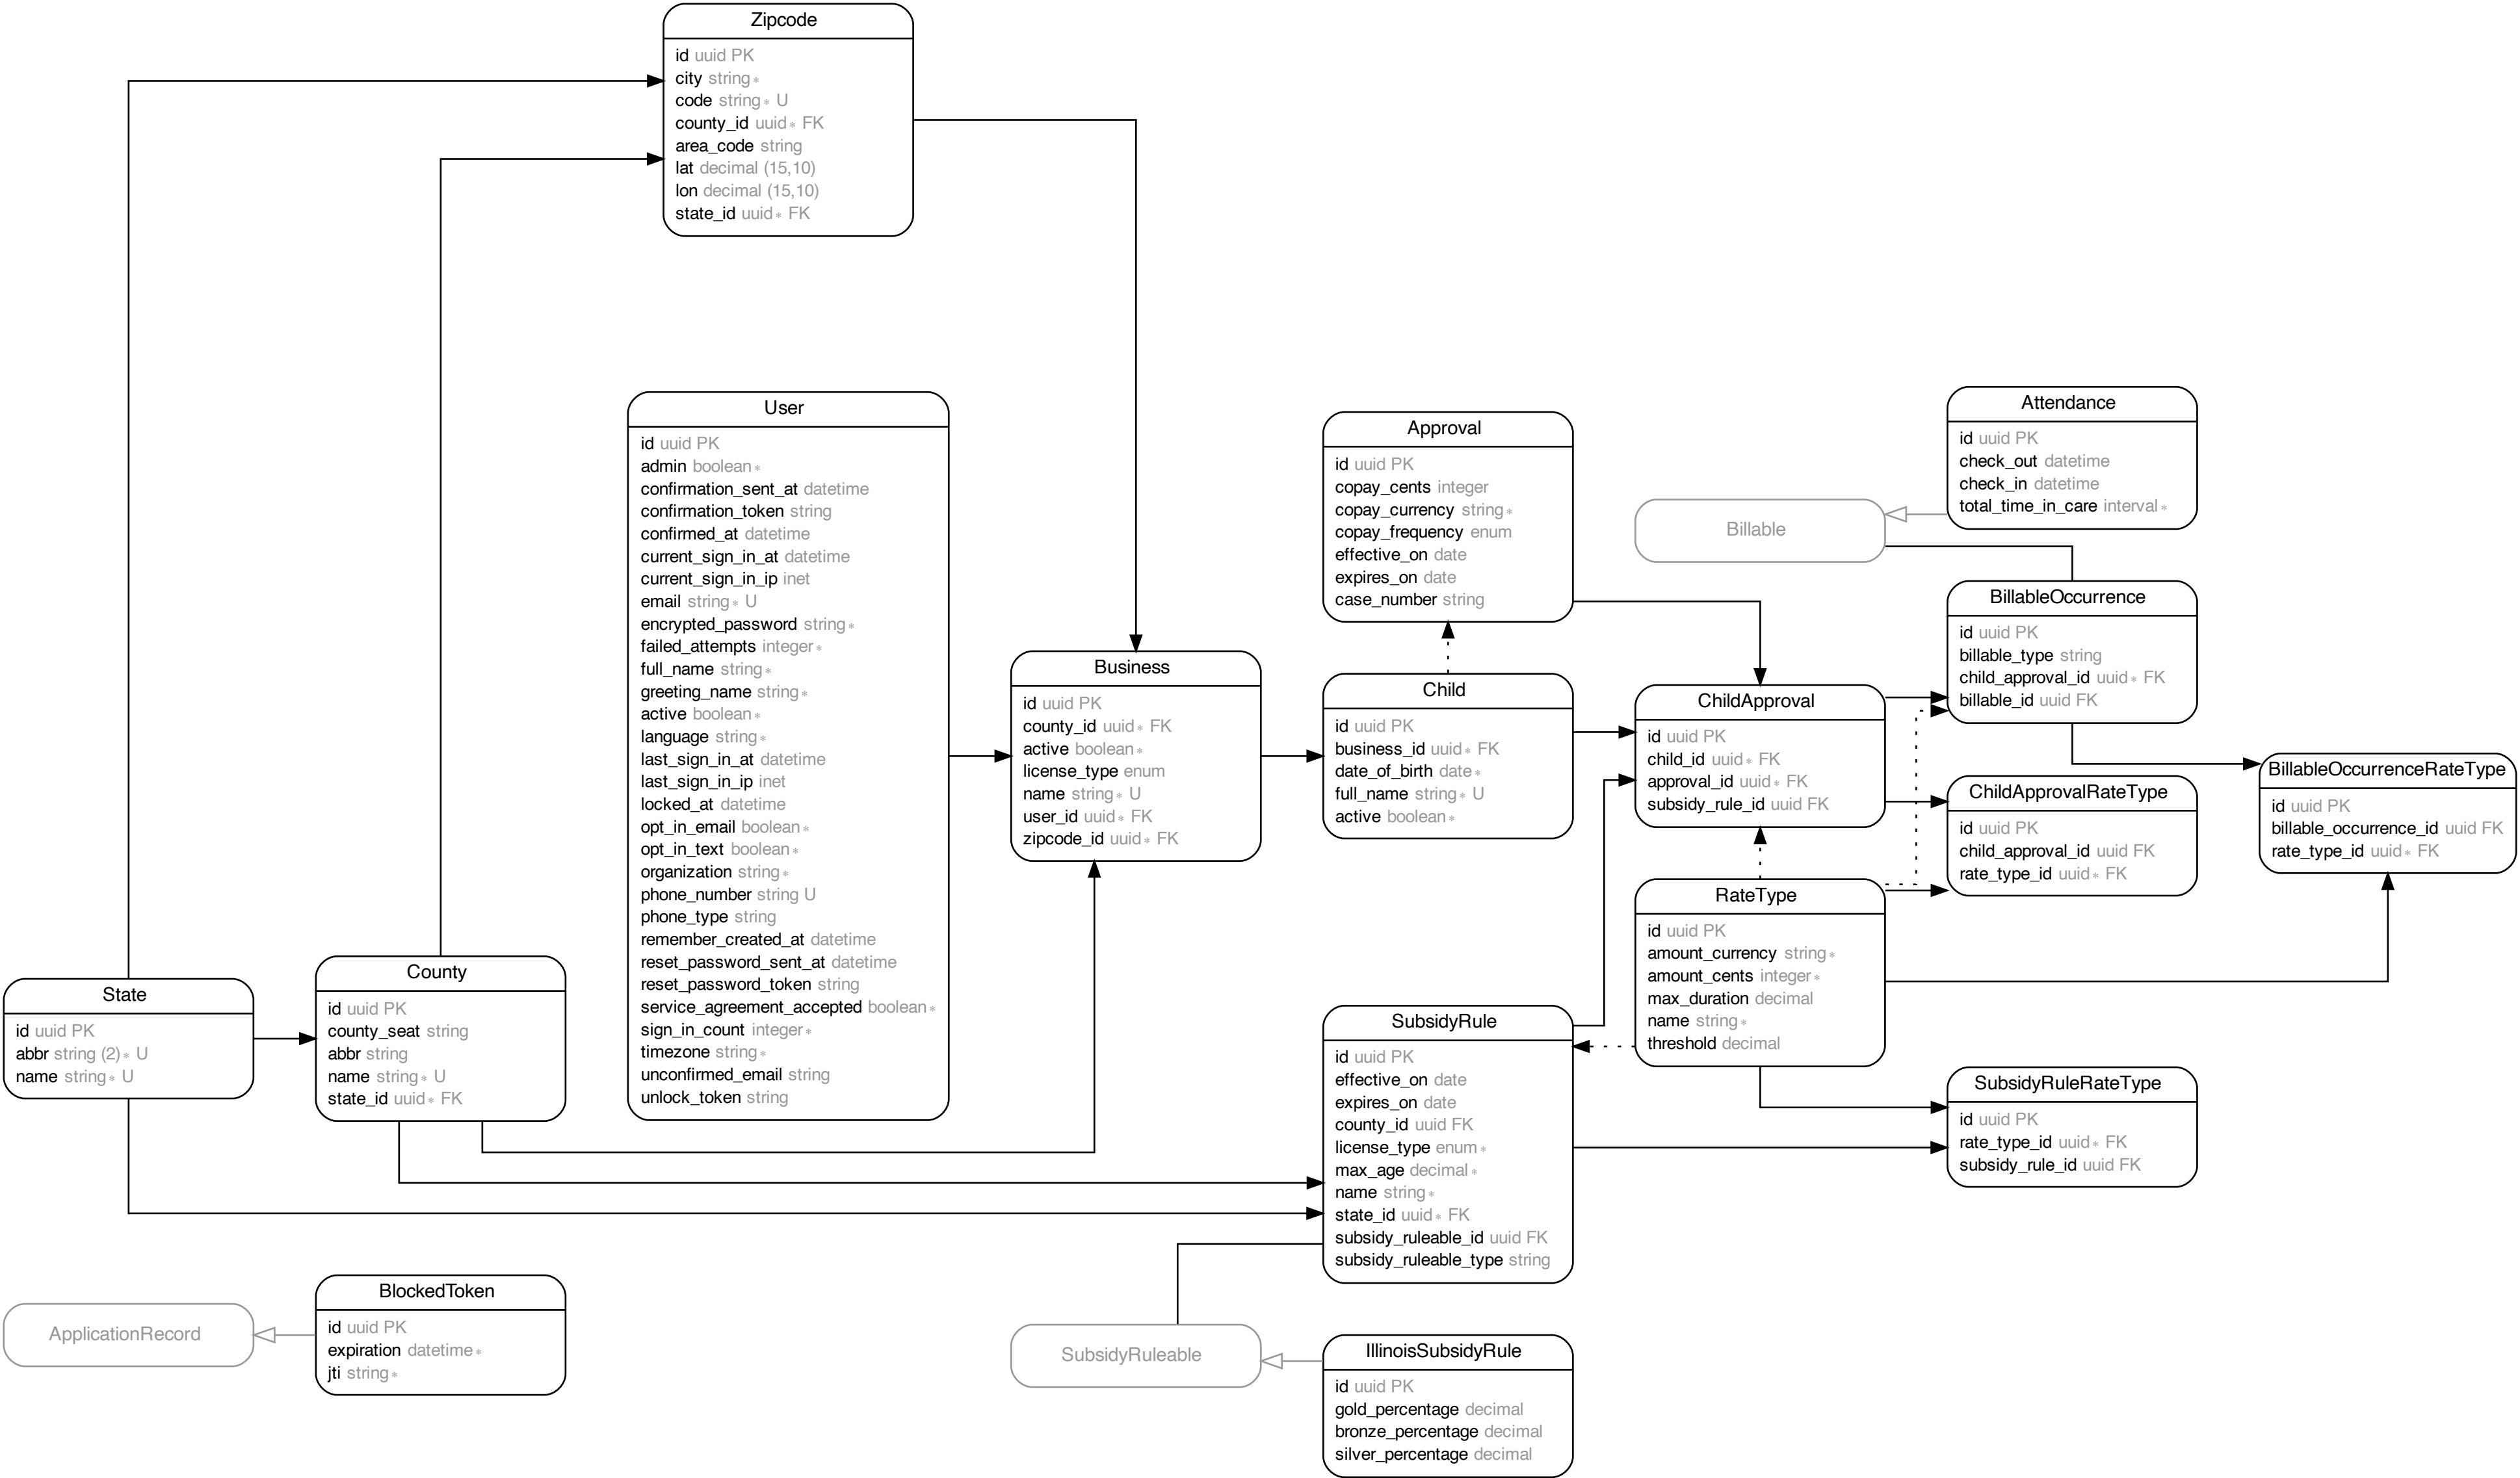 Zipcode
id uuid PK
city string∗
code string∗ U
county_id uuid∗ FK
area_code string
lat decimal (15,10)
lon decimal (15,10)
state_id uuid∗ FK
User
id uuid PK
admin boolean∗
confirmation_sent_at datetime
confirmation_token string
confirmed_at datetime
current_sign_in_at datetime
current_sign_in_ip inet
email string∗ U
encrypted_password string∗
failed_attempts integer∗
full_name string∗
greeting_name string∗
active boolean∗
language string∗
last_sign_in_at datetime
last_sign_in_ip inet
locked_at datetime
opt_in_email boolean∗
opt_in_text boolean∗
organization string∗
phone_number string U
phone_type string
remember_created_at datetime
reset_password_sent_at datetime
reset_password_token string
service_agreement_accepted boolean∗
sign_in_count integer∗
timezone string∗
unconfirmed_email string
unlock_token string
State
id uuid PK
abbr string (2)∗ U
name string∗ U
County
id uuid PK
county_seat string
abbr string
name string∗ U
state_id uuid∗ FK
Business
id uuid PK
county_id uuid∗ FK
active boolean∗
license_type enum
name string∗ U
user_id uuid∗ FK
zipcode_id uuid∗ FK
Approval
id uuid PK
copay_cents integer
copay_currency string∗
copay_frequency enum
effective_on date
expires_on date
case_number string
Child
id uuid PK
business_id uuid∗ FK
date_of_birth date∗
full_name string∗ U
active boolean∗
Billable
Attendance
id uuid PK
check_out datetime
check_in datetime
total_time_in_care interval∗
BillableOccurrence
id uuid PK
billable_type string
child_approval_id uuid∗ FK
billable_id uuid FK
ChildApproval
id uuid PK
child_id uuid∗ FK
approval_id uuid∗ FK
subsidy_rule_id uuid FK
ChildApprovalRateType
id uuid PK
child_approval_id uuid FK
rate_type_id uuid∗ FK
BillableOccurrenceRateType
id uuid PK
billable_occurrence_id uuid FK
rate_type_id uuid∗ FK
RateType
id uuid PK
amount_currency string∗
amount_cents integer∗
max_duration decimal
name string∗
threshold decimal
SubsidyRule
id uuid PK
effective_on date
expires_on date
county_id uuid FK
license_type enum∗
max_age decimal∗
name string∗
state_id uuid∗ FK
subsidy_ruleable_id uuid FK
subsidy_ruleable_type string
SubsidyRuleRateType
id uuid PK
rate_type_id uuid∗ FK
subsidy_rule_id uuid FK
ApplicationRecord
BlockedToken
id uuid PK
expiration datetime∗
jti string∗
SubsidyRuleable
IllinoisSubsidyRule
id uuid PK
gold_percentage decimal
bronze_percentage decimal
silver_percentage decimal